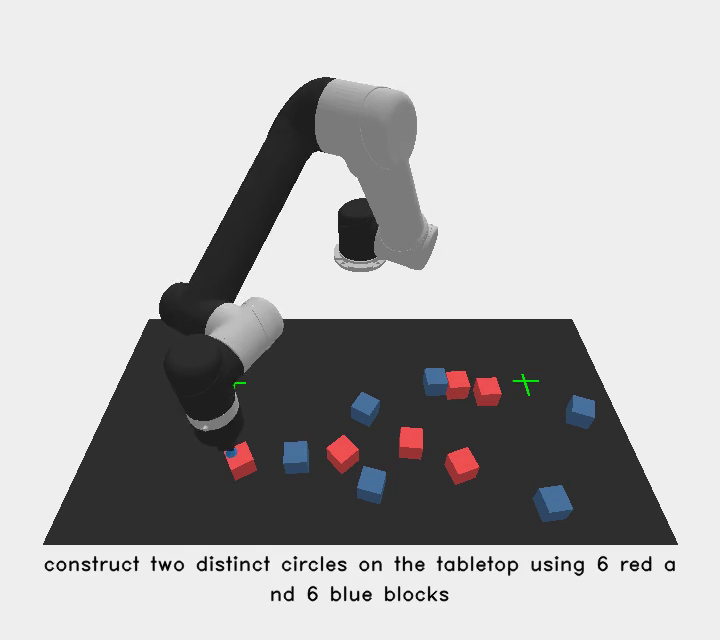 construct two distinct circles on the tabletop using 6 red a
nd 6 blue blocks